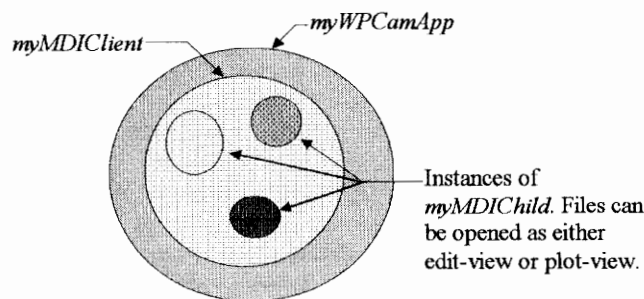 myWPCamApp
myMDIClient
Instances of
myMDIChild. Files can
be opened as either
edit-view or plot-view.